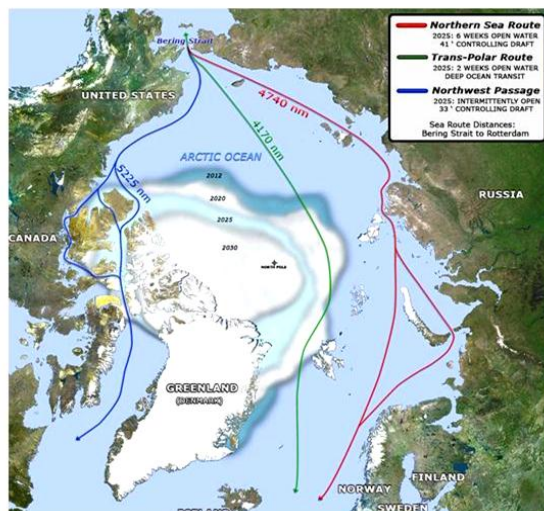 Bering Strait
Northern Sea Route
2025: 6 WEEKS OPEN WATER
41' CONTROLLING DRAFT
Trans-Polar Route
2025: 2 WEEKS OPEN WATER
DEEP OCEAN TRANSIT
Northwest Passage
2025: INTERMITTENTLY OPEN
33' CONTROLLING DRAFT
Sea Route Distances:
Bering Strait to Rotterdam
UNITED STATES
4740 nm
4170 nm
5225 nm
ARCTIC OCEAN
2012
2020
2025
2030
RUSSIA
CANADA
NORTH POLE
GREENLAND
(DENMARK)
FINLAND
NORWAY
SWEDEN